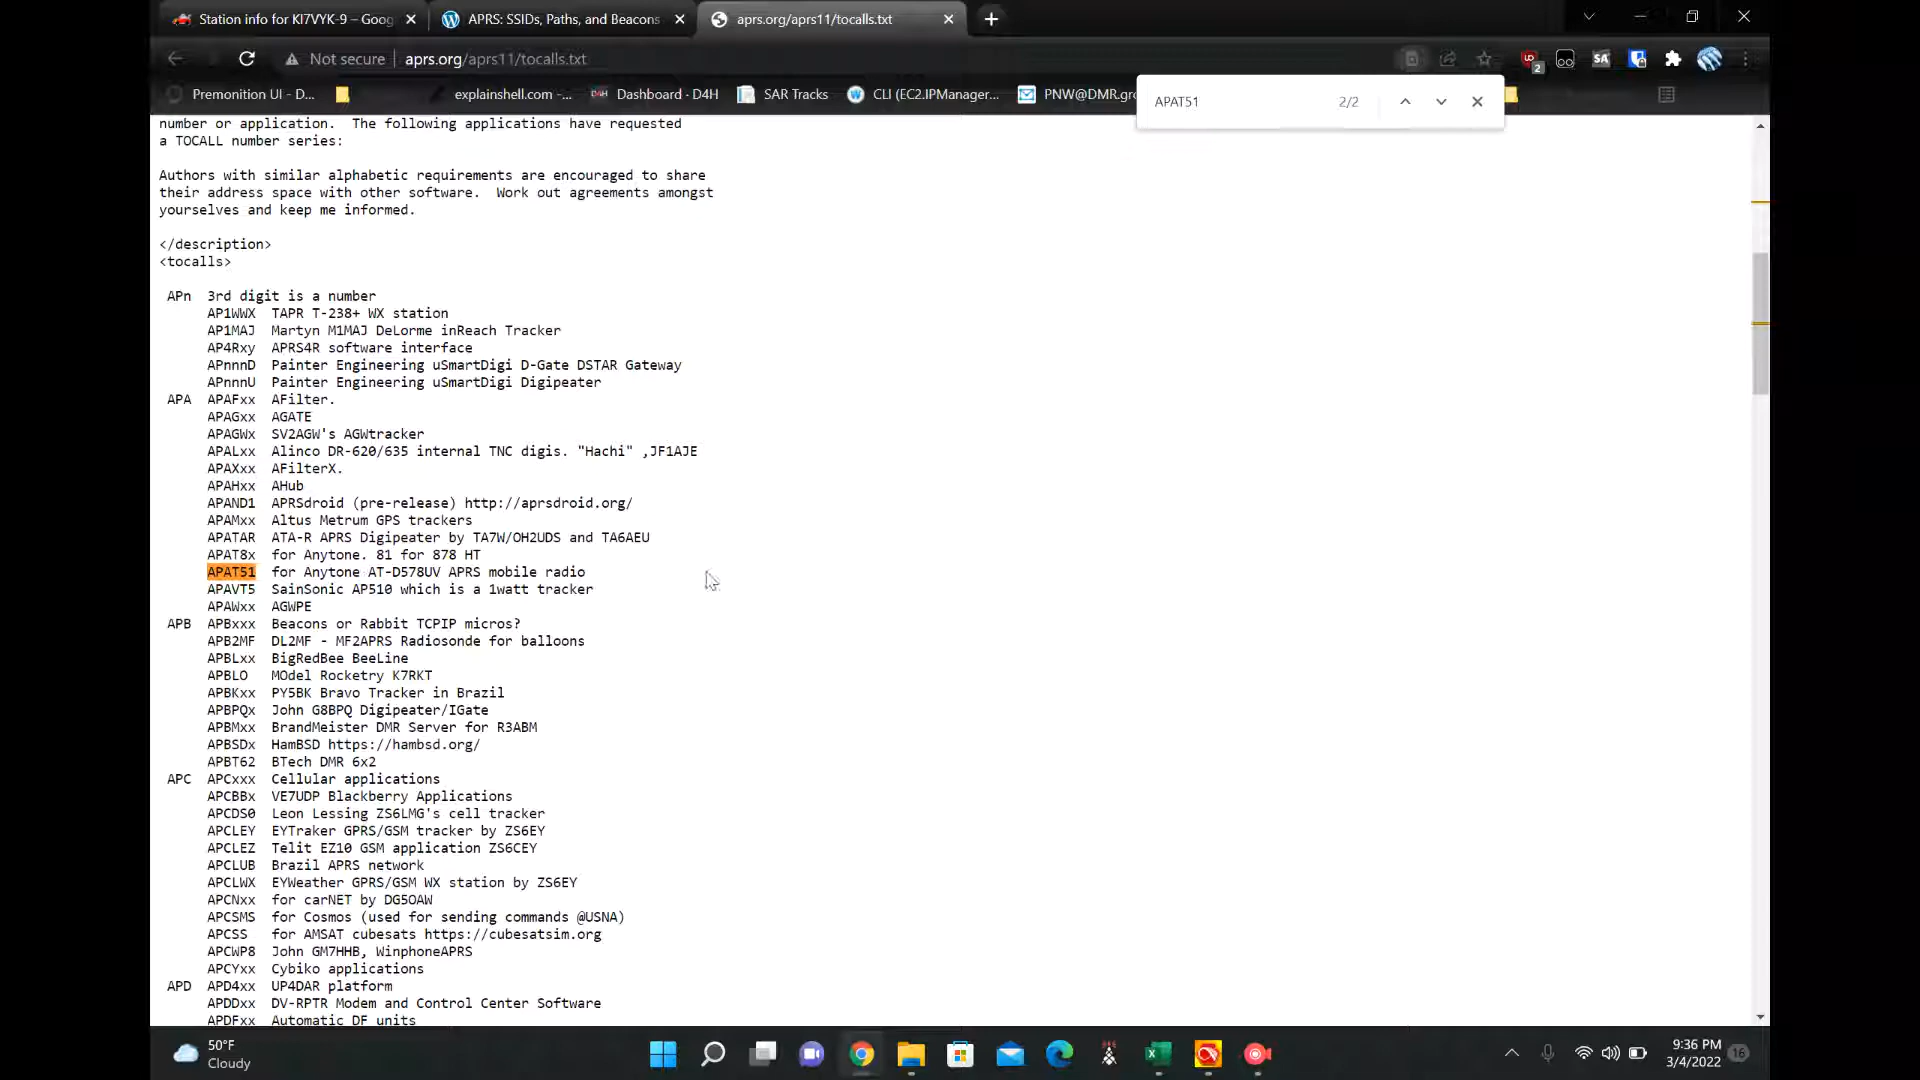 Station info for KI7VYK-9 – Goog
APRS: SSIDs, Paths, and Beacons
aprs.org/aprs11/tocalls.txt
Not secure
aprs.org/aprs11/tocalls.txt
2
SA
Premonition UI - D...
explainshell.com -...
D4H Dashboard · D4H
SAR Tracks
CLI (EC2.IPManager...
PNW@DMR.gro
APAT51
2/2
number or application.  The following applications have requested
a TOCALL number series:
Authors with similar alphabetic requirements are encouraged to share
their address space with other software.  Work out agreements amongst
yourselves and keep me informed.
</description>
<tocalls>
APn  3rd digit is a number
AP1WWX  TAPR T-238+ WX station
AP1MAJ  Martyn M1MAJ DeLorme inReach Tracker
AP4Rxy  APRS4R software interface
APnnnD  Painter Engineering uSmartDigi D-Gate DSTAR Gateway
APnnnU  Painter Engineering uSmartDigi Digipeater
APA  APAFxx  AFilter.
APAGxx  AGATE
APAGWx  SV2AGW's AGWtracker
APALxx  Alinco DR-620/635 internal TNC digis. "Hachi" ,JF1AJE
APAXxx  AFilterX.
APAHxx  AHub
APAND1  APRSdroid (pre-release) http://aprsdroid.org/
APAMxx  Altus Metrum GPS trackers
APATAR  ATA-R APRS Digipeater by TA7W/OH2UDS and TA6AEU
APAT8x  for Anytone. 81 for 878 HT
APAT51  for Anytone AT-D578UV APRS mobile radio
APAVT5  SainSonic AP510 which is a 1watt tracker
APAWxx  AGWPE
APB  APBxxx  Beacons or Rabbit TCPIP micros?
APB2MF  DL2MF - MF2APRS Radiosonde for balloons
APBLxx  BigRedBee BeeLine
APBLO   MOdel Rocketry K7RKT
APBKxx  PY5BK Bravo Tracker in Brazil
APBPQx  John G8BPQ Digipeater/IGate
APBMxx  BrandMeister DMR Server for R3ABM
APBSDx  HamBSD https://hambsd.org/
APBT62  BTech DMR 6x2
APC  APCxxx  Cellular applications
APCBBx  VE7UDP Blackberry Applications
APCDS0  Leon Lessing ZS6LMG's cell tracker
APCLEY  EYTraker GPRS/GSM tracker by ZS6EY
APCLEZ  Telit EZ10 GSM application ZS6CEY
APCLUB  Brazil APRS network
APCLWX  EYWeather GPRS/GSM WX station by ZS6EY
APCNxx  for carNET by DG5OAW
APCSMS  for Cosmos (used for sending commands @USNA)
APCSS   for AMSAT cubesats https://cubesatsim.org
APCWP8  John GM7HHB, WinphoneAPRS
APCYxx  Cybiko applications
APD  APD4xx  UP4DAR platform
APDDxx  DV-RPTR Modem and Control Center Software
APDFxx  Automatic DF units
50°F
Cloudy
9:36 PM
3/4/2022
16